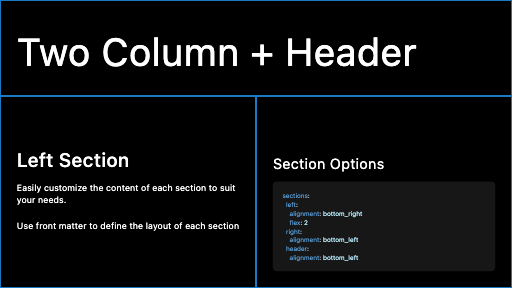 Two Column + Header
Left Section
Easily customize the content of each section to suit
your needs.
Use front matter to define the layout of each section
Section Options
sections:
  left:
    alignment: bottom_right
    flex: 2
  right:
    alignment: bottom_left
  header:
    alignment: bottom_left